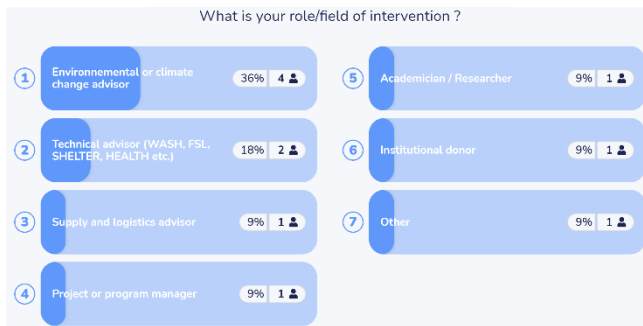 What is your role/field of intervention ?
1
Environnemental or climate
change advisor
36% 4
2
Technical advisor (WASH, FSL,
SHELTER, HEALTH etc.)
18% 2
3
Supply and logistics advisor
9% 1
4
Project or program manager
9% 1
5
Academician / Researcher
9% 1
6
Institutional donor
9% 1
7
Other
9% 1